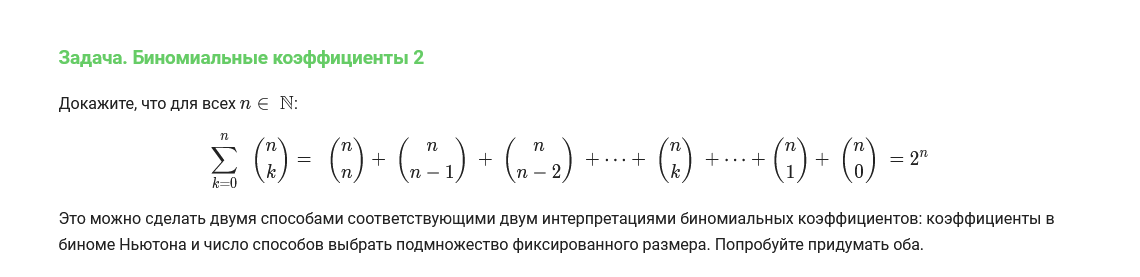 Задача. Биномиальные коэффициенты 2
Докажите, что для всех n ∈ ℕ:
\sum_{k=0}^{n} \binom{n}{k} = \binom{n}{n} + \binom{n}{n-1} + \binom{n}{n-2} + \cdots + \binom{n}{k} + \cdots + \binom{n}{1} + \binom{n}{0} = 2^n
Это можно сделать двумя способами соответствующими двум интерпретациями биномиальных коэффициентов: коэффициенты в
биноме Ньютона и число способов выбрать подмножество фиксированного размера. Попробуйте придумать оба.